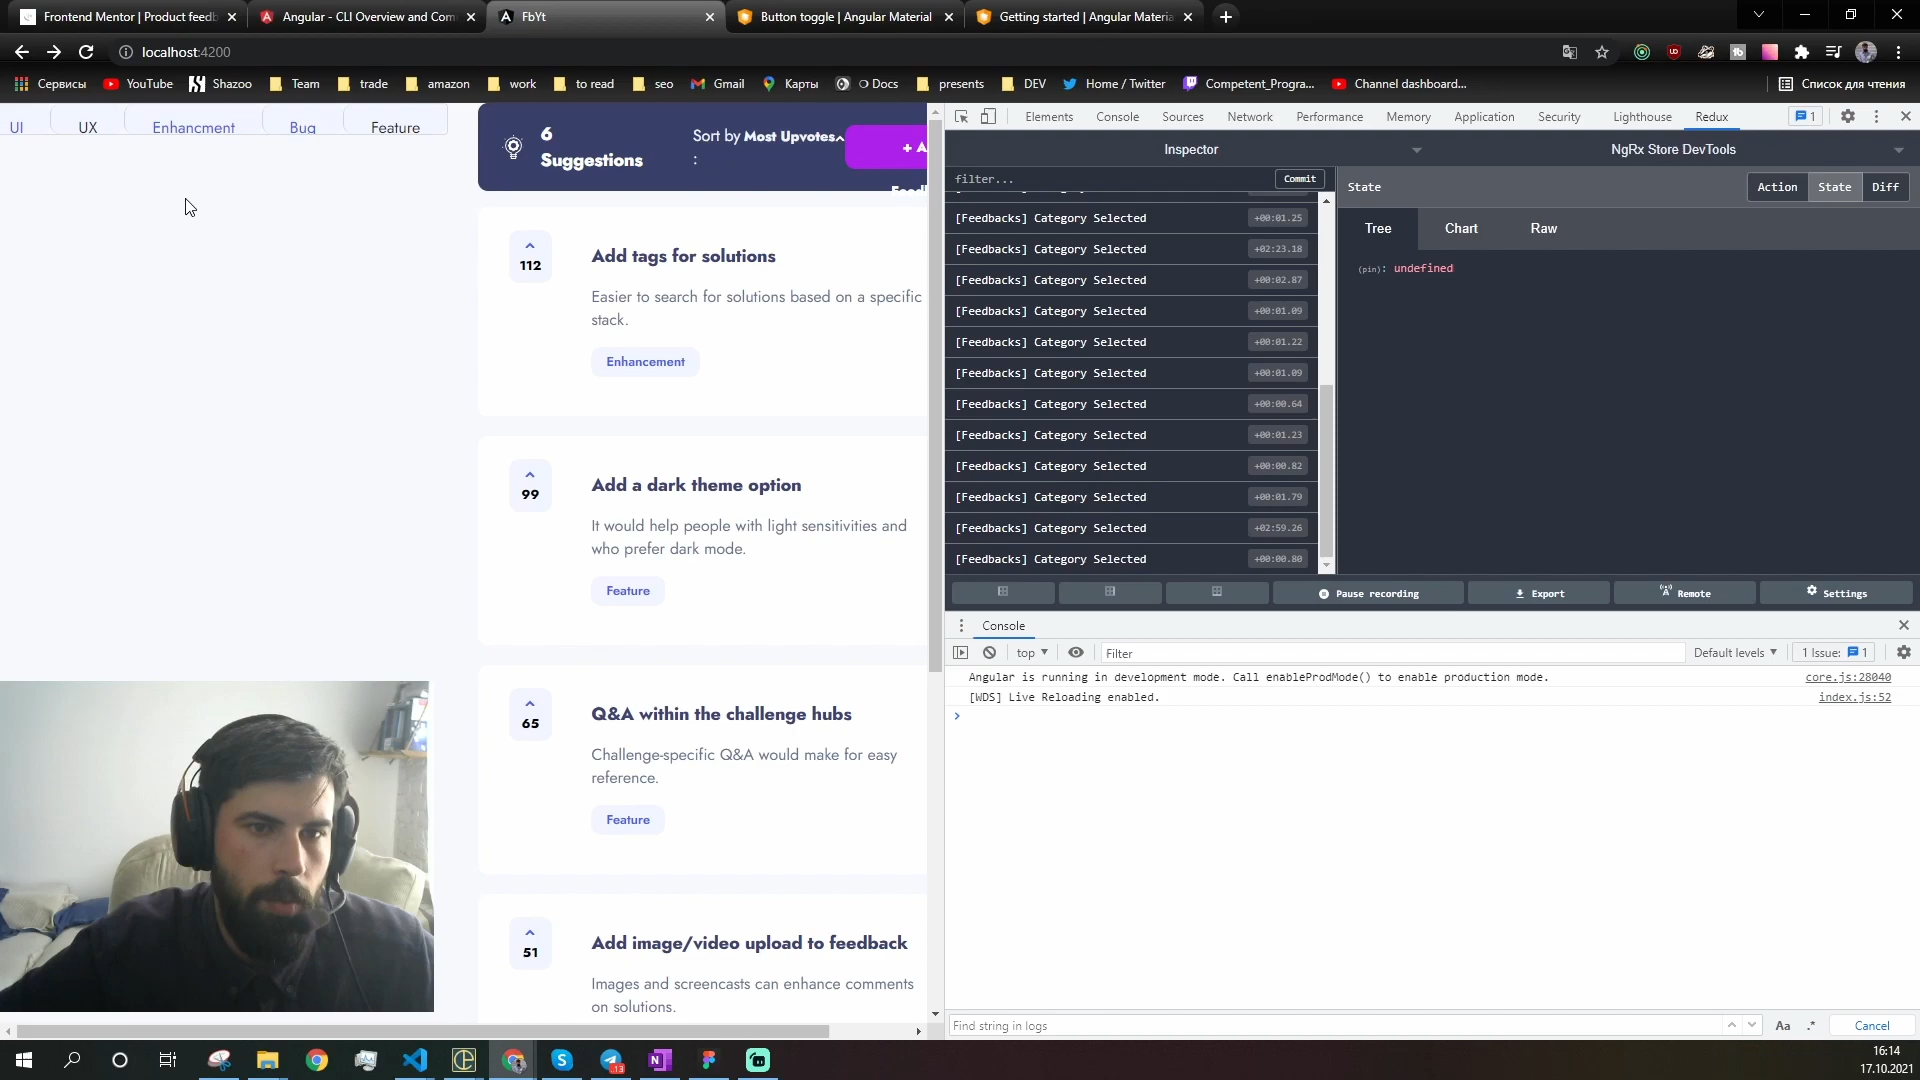 Frontend Mentor | Product feedb
Angular - CLI Overview and Com
FbYt
Button toggle | Angular Material
Getting started | Angular Materia
localhost:4200
Сервисы
YouTube
Shazoo
Team
trade
amazon
work
to read
seo
Gmail
Карты
Docs
presents
DEV
Home / Twitter
Competent_Progra...
Channel dashboard...
Список для чтения
UI
UX
Enhancment
Bug
Feature
6
Suggestions
Sort by Most Upvotes
:
+ A
Feed
112
Add tags for solutions
Easier to search for solutions based on a specific
stack.
Enhancement
99
Add a dark theme option
It would help people with light sensitivities and
who prefer dark mode.
Feature
65
Q&A within the challenge hubs
Challenge-specific Q&A would make for easy
reference.
Feature
51
Add image/video upload to feedback
Images and screencasts can enhance comments
on solutions.
Elements
Console
Sources
Network
Performance
Memory
Application
Security
Lighthouse
Redux
1
Inspector
NgRx Store DevTools
filter...
Commit
[Feedbacks] Category Selected +00:01.25
[Feedbacks] Category Selected +02:23.18
[Feedbacks] Category Selected +00:02.87
[Feedbacks] Category Selected +00:01.09
[Feedbacks] Category Selected +00:01.22
[Feedbacks] Category Selected +00:01.09
[Feedbacks] Category Selected +00:00.64
[Feedbacks] Category Selected +00:01.23
[Feedbacks] Category Selected +00:00.82
[Feedbacks] Category Selected +00:01.79
[Feedbacks] Category Selected +02:59.26
[Feedbacks] Category Selected +00:00.80
State
Action
State
Diff
Tree
Chart
Raw
(pin): undefined
Pause recording
Export
Remote
Settings
Console
top
Filter
Default levels
1 Issue: 1
Angular is running in development mode. Call enableProdMode() to enable production mode.
core.js:28040
[WDS] Live Reloading enabled.
index.js:52
Find string in logs
Aa
.*
Cancel
13
16:14
17.10.2021